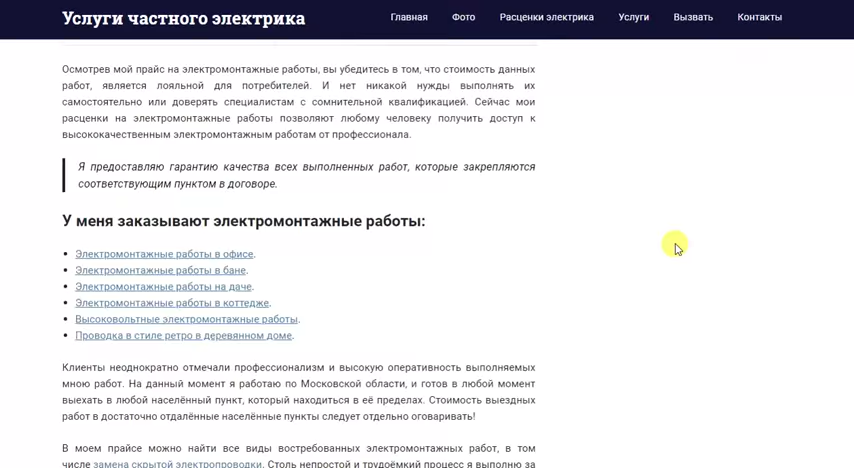 Услуги частного электрика
Главная Фото Расценки электрика Услуги Вызвать Контакты
Осмотрев мой прайс на электромонтажные работы, вы убедитесь в том, что стоимость данных
работ, является лояльной для потребителей. И нет никакой нужды выполнять их
самостоятельно или доверять специалистам с сомнительной квалификацией. Сейчас мои
расценки на электромонтажные работы позволяют любому человеку получить доступ к
высококачественным электромонтажным работам от профессионала.
Я предоставляю гарантию качества всех выполненных работ, которые закрепляются
соответствующим пунктом в договоре.
У меня заказывают электромонтажные работы:
Электромонтажные работы в офисе.
Электромонтажные работы в бане.
Электромонтажные работы на даче.
Электромонтажные работы в коттедже.
Высоковольтные электромонтажные работы.
Проводка в стиле ретро в деревянном доме.
Клиенты неоднократно отмечали профессионализм и высокую оперативность выполняемых
мною работ. На данный момент я работаю по Московской области, и готов в любой момент
выехать в любой населённый пункт, который находиться в её пределах. Стоимость выездных
работ в достаточно отдалённые населённые пункты следует отдельно оговаривать!
В моем прайсе можно найти все виды востребованных электромонтажных работ, в том
числе замена скрытой электропроводки. Столь непростой и трудоёмкий процесс я выполню за